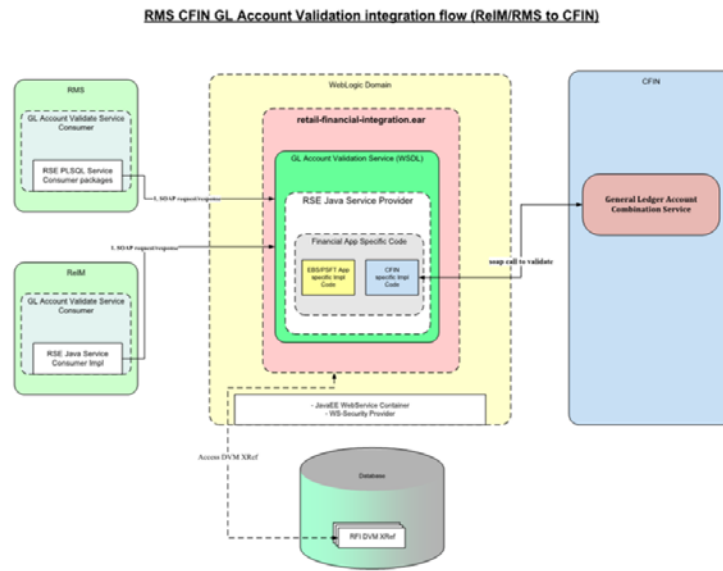 RMS CFIN GL Account Validation integration flow (ReIM/RMS to CFIN)
RMS
GL Account Validate Service
Consumer
RSE PLSQL Service
Consumer packages
1. SOAP request/response
ReIM
GL Account Validate Service
Consumer
RSE Java Service
Consumer Impl
1. SOAP request/response
WebLogic Domain
retail-financial-integration.ear
GL Account Validation Service (WSDL)
RSE Java Service Provider
Financial App Specific Code
EBS/PSFT App
specific Impl
Code
CFIN
specific Impl
Code
- JavaEE WebService Container
- WS-Security Provider
soap call to validate
CFIN
General Ledger Account
Combination Service
Access DVM XRef
Database
RFI DVM XRef